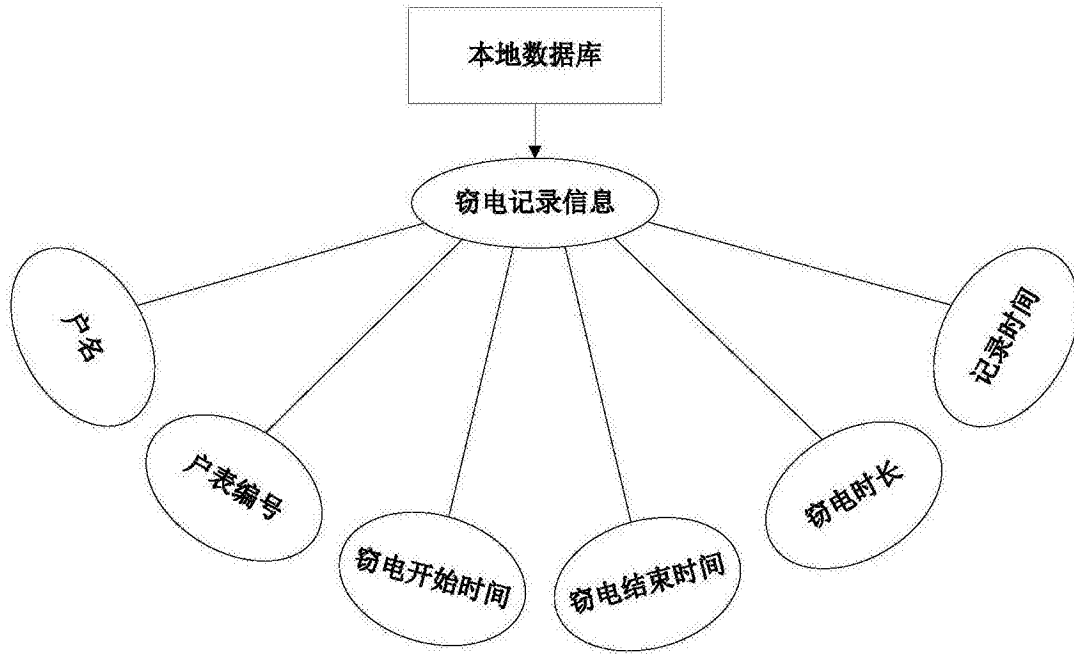 本地数据库
窃电记录信息
户名
户表编号
窃电开始时间
窃电结束时间
窃电时长
记录时间